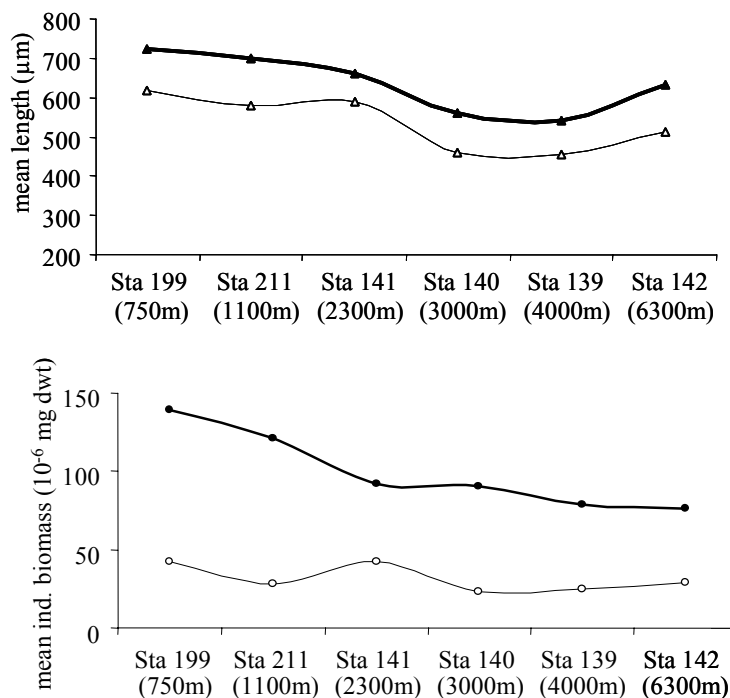 mean length (µm)
800
700
600
500
400
300
200
Sta 199 Sta 211 Sta 141 Sta 140 Sta 139 Sta 142
(750m) (1100m) (2300m) (3000m) (4000m) (6300m)
mean ind. biomass (10⁻⁶ mg dwt)
150
100
50
0
Sta 199 Sta 211 Sta 141 Sta 140 Sta 139 Sta 142
(750m) (1100m) (2300m) (3000m) (4000m) (6300m)